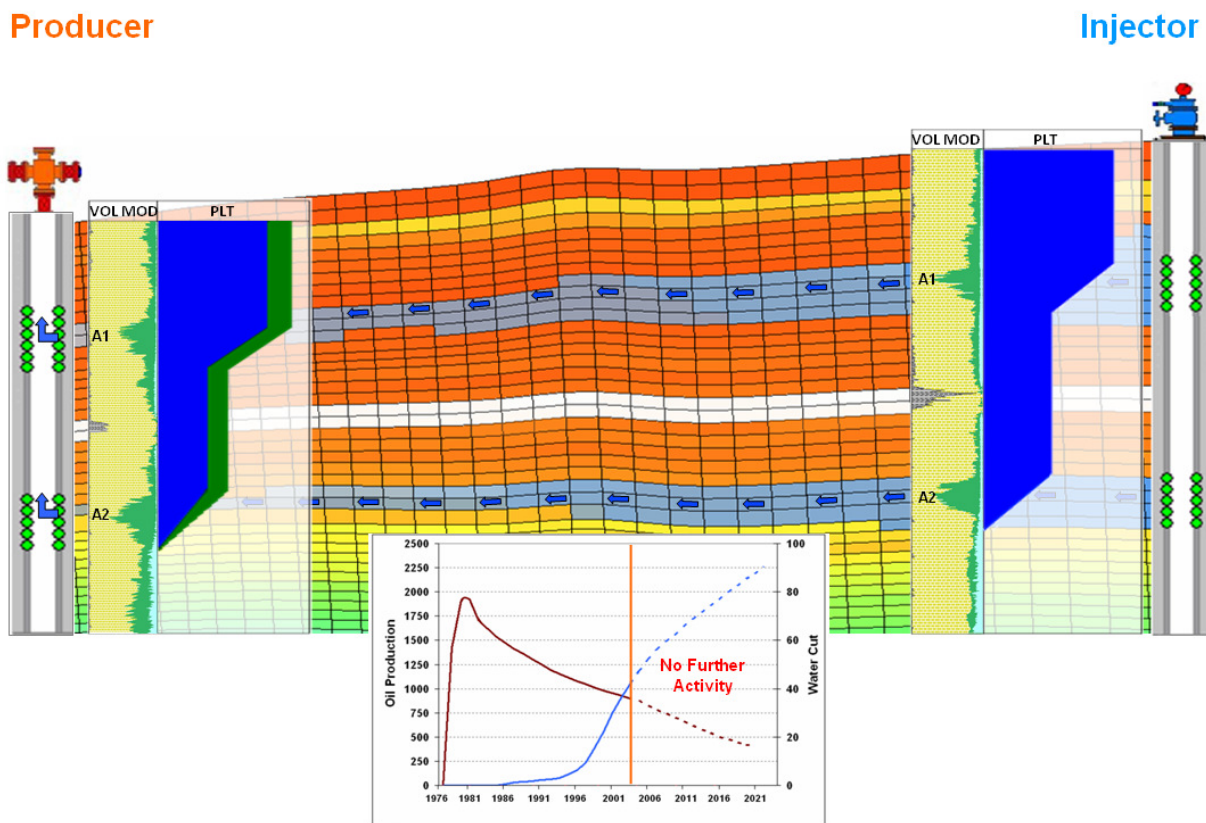 Producer
Injector
VOL MOD
PLT
VOL MOD
PLT
A1
A1
A2
A2
2500
2250
2000
1750
1500
1250
1000
750
500
250
0
Oil Production
100
80
60
40
20
0
Water Cut
No Further
Activity
1976 1981 1986 1991 1996 2001 2006 2011 2016 2021